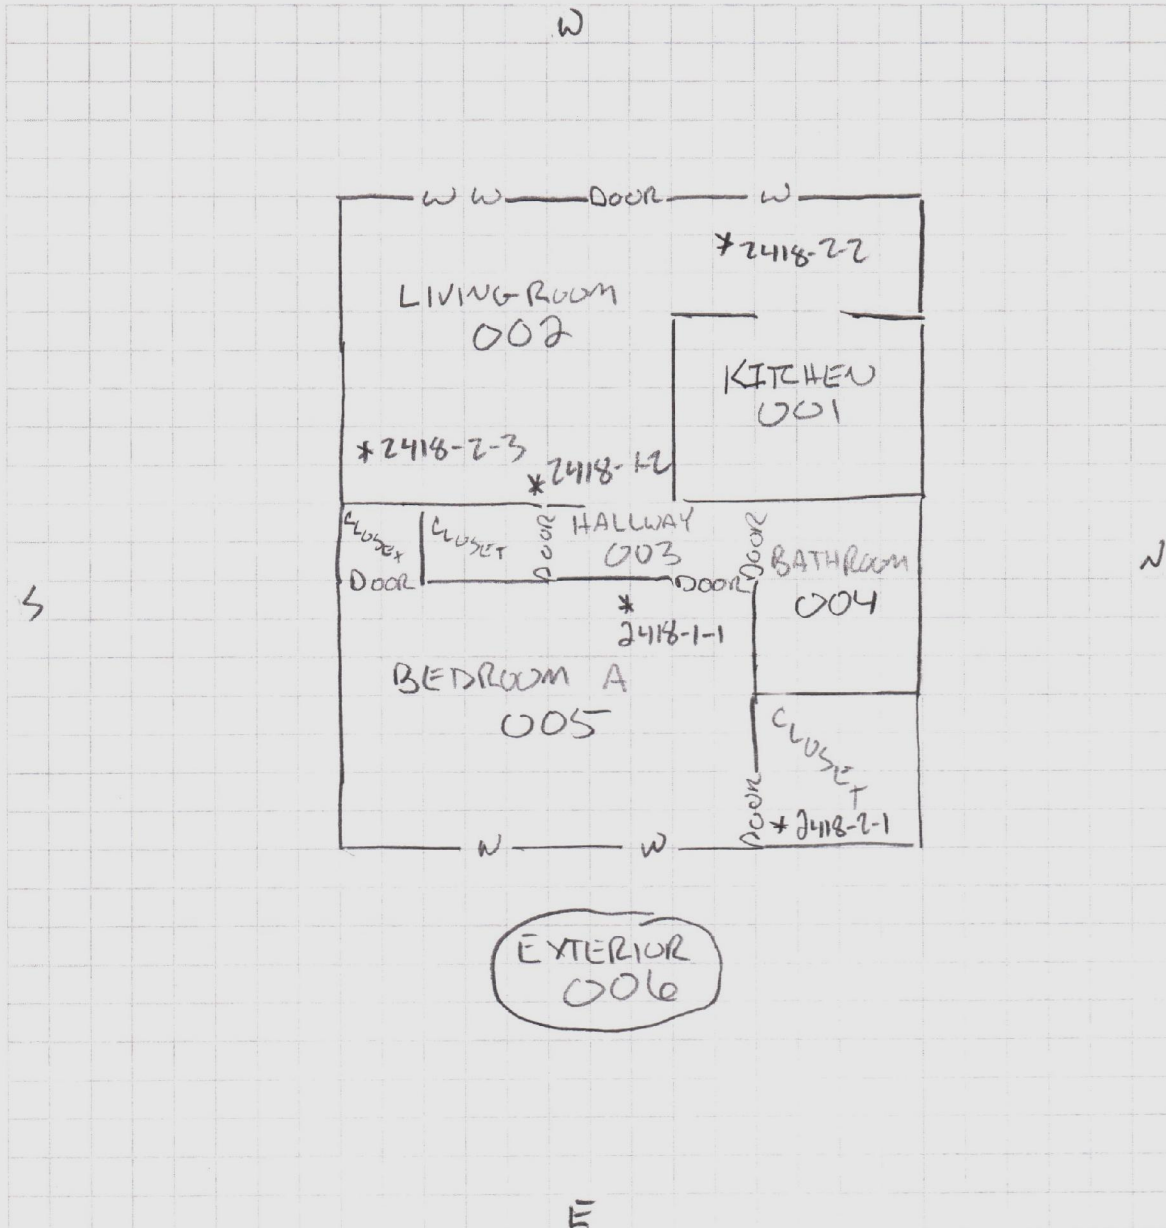 W
W W DOOR W
*2418-2-2
LIVING ROOM
002
KITCHEN
001
*2418-2-3
*2418-1-2
CLOSET
CLOSET
DOOR
HALLWAY
003
DOOR
BATHROOM
004
N
S
DOOR
DOOR
*
2418-1-1
BEDROOM A
005
CLOSET
DOOR
*2418-2-1
W W
EXTERIOR
006
E